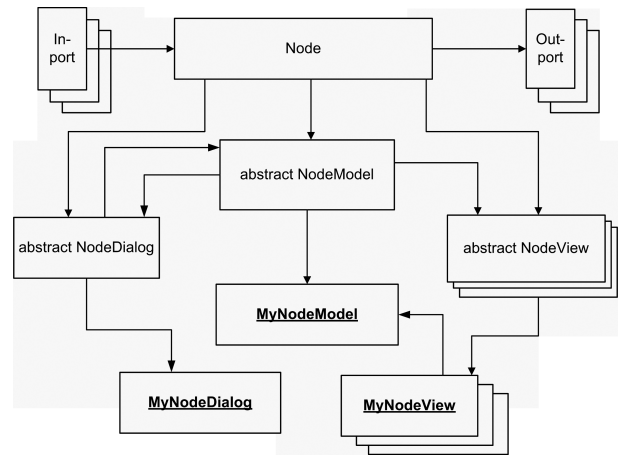 In-
port
Node
Out-
port
abstract NodeModel
abstract NodeDialog
abstract NodeView
MyNodeModel
MyNodeDialog
MyNodeView